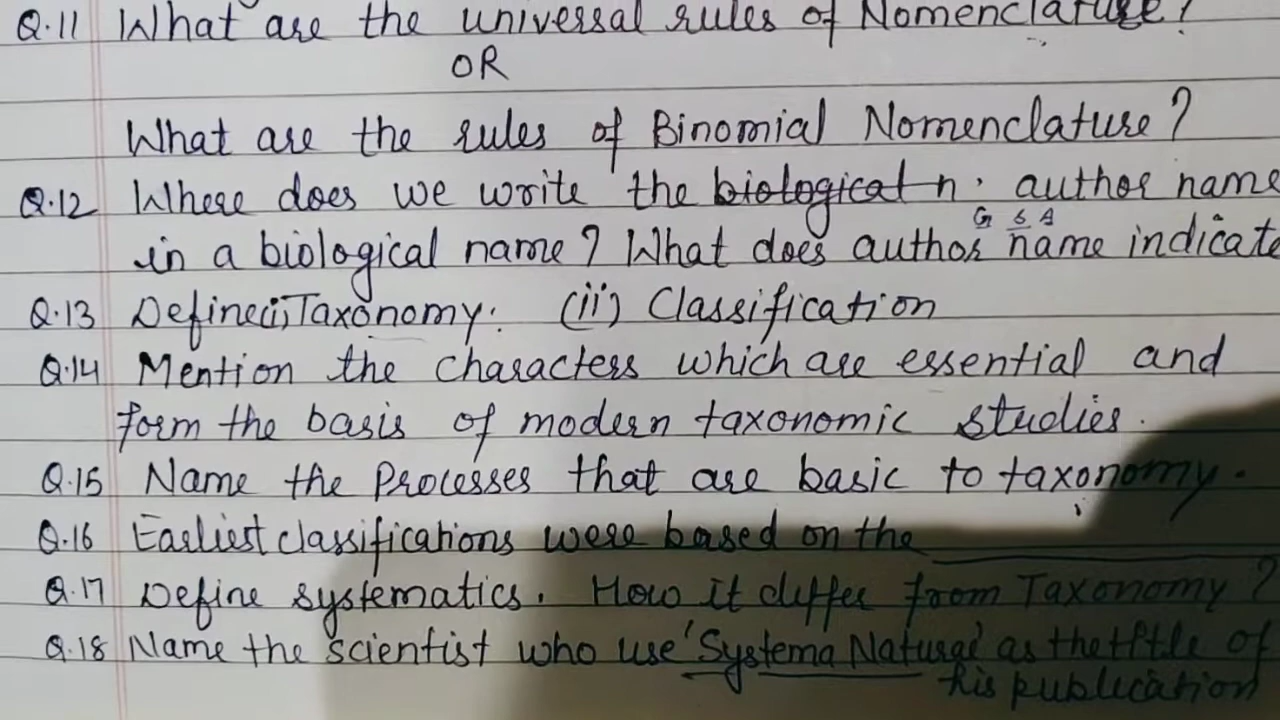 Q.11 What are the universal rules of Nomenclature?
OR
What are the rules of Binomial Nomenclature?
Q.12 Where does we write the biological n. author name
G S A
in a biological name? What does author name indicate
Q.13 Define(i) Taxonomy. (ii) Classification
Q.14 Mention the characters which are essential and
form the basis of modern taxonomic studies.
Q.15 Name the Processes that are basic to taxonomy.
Q.16 Earliest classifications were based on the
Q.17 Define systematics. How it differ from Taxonomy?
Q.18 Name the scientist who use 'Systema Naturae' as the title of
his publication